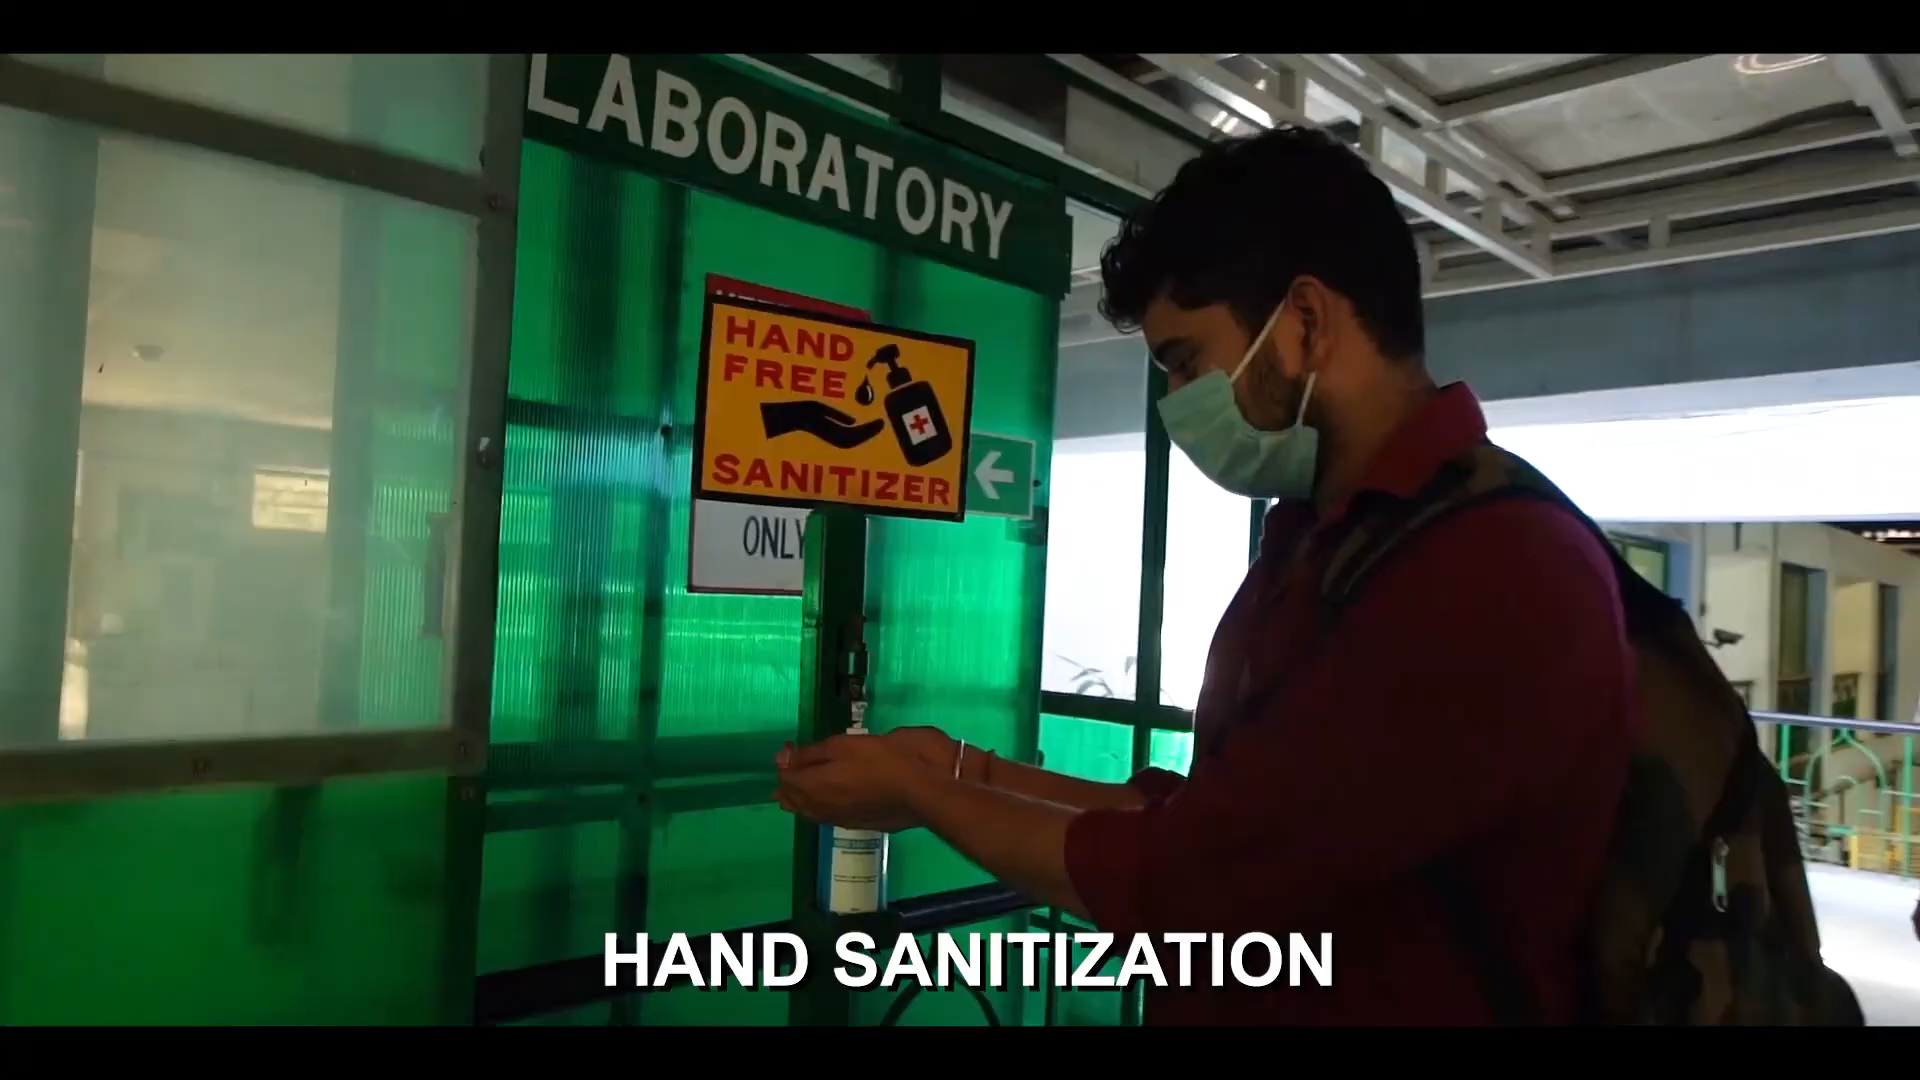 LABORATORY
HAND
FREE
SANITIZER
ONLY
HAND SANITIZATION